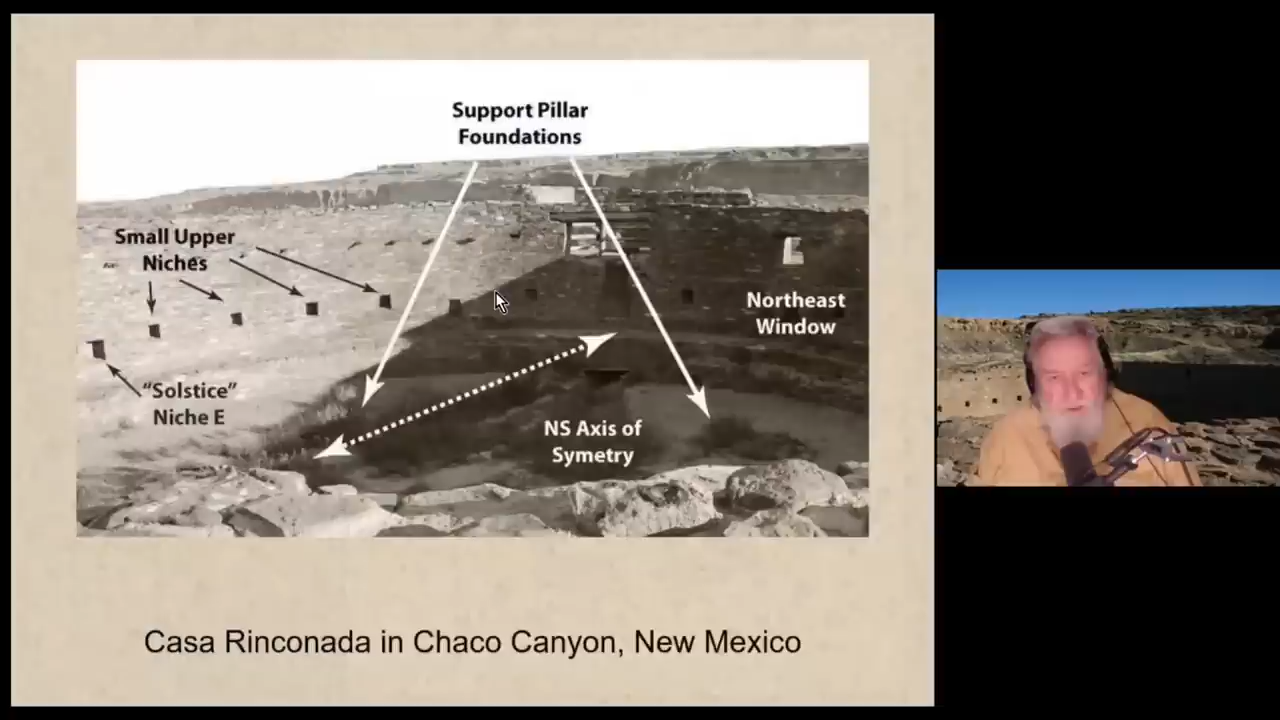 Support Pillar
Foundations
Small Upper
Niches
Northeast
Window
"Solstice"
Niche E
NS Axis of
Symetry
Casa Rinconada in Chaco Canyon, New Mexico